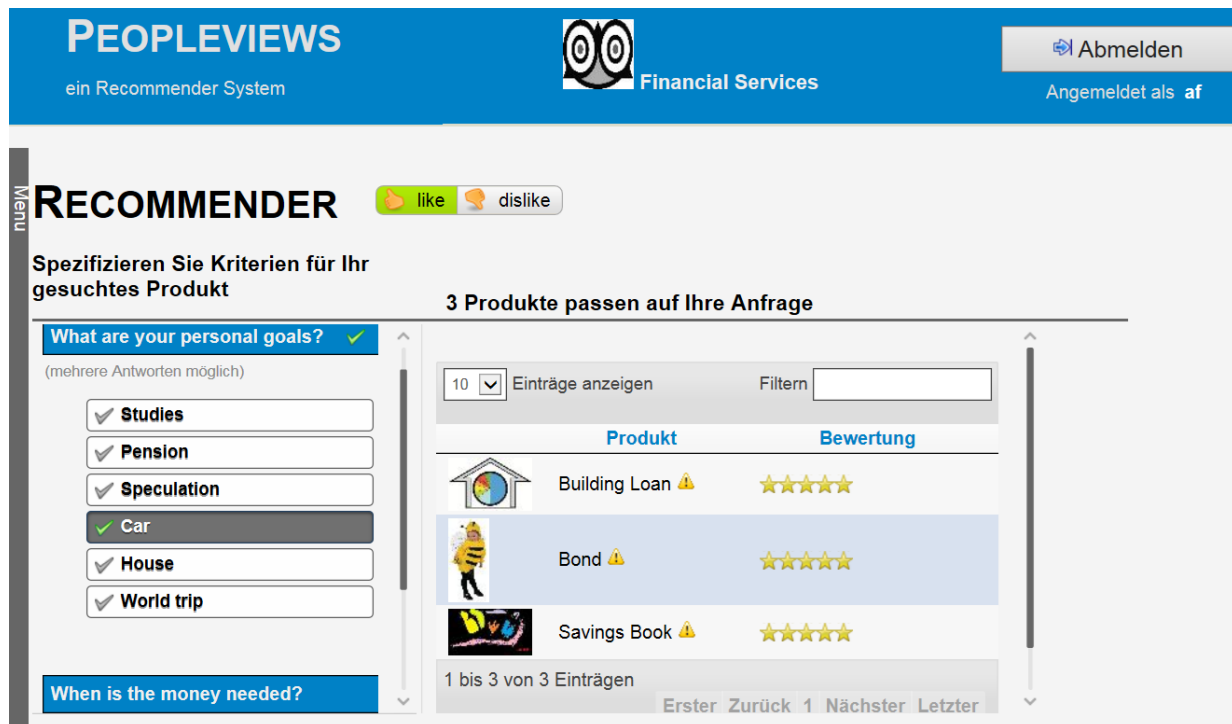 PEOPLEVIEWS
ein Recommender System
Financial Services
Abmelden
Angemeldet als af
Menu
RECOMMENDER
like
dislike
Spezifizieren Sie Kriterien für Ihr
gesuchtes Produkt
3 Produkte passen auf Ihre Anfrage
What are your personal goals?
(mehrere Antworten möglich)
Studies
Pension
Speculation
Car
House
World trip
When is the money needed?
10 Einträge anzeigen
Filtern
Produkt Bewertung
Building Loan
Bond
Savings Book
1 bis 3 von 3 Einträgen
Erster Zurück 1 Nächster Letzter